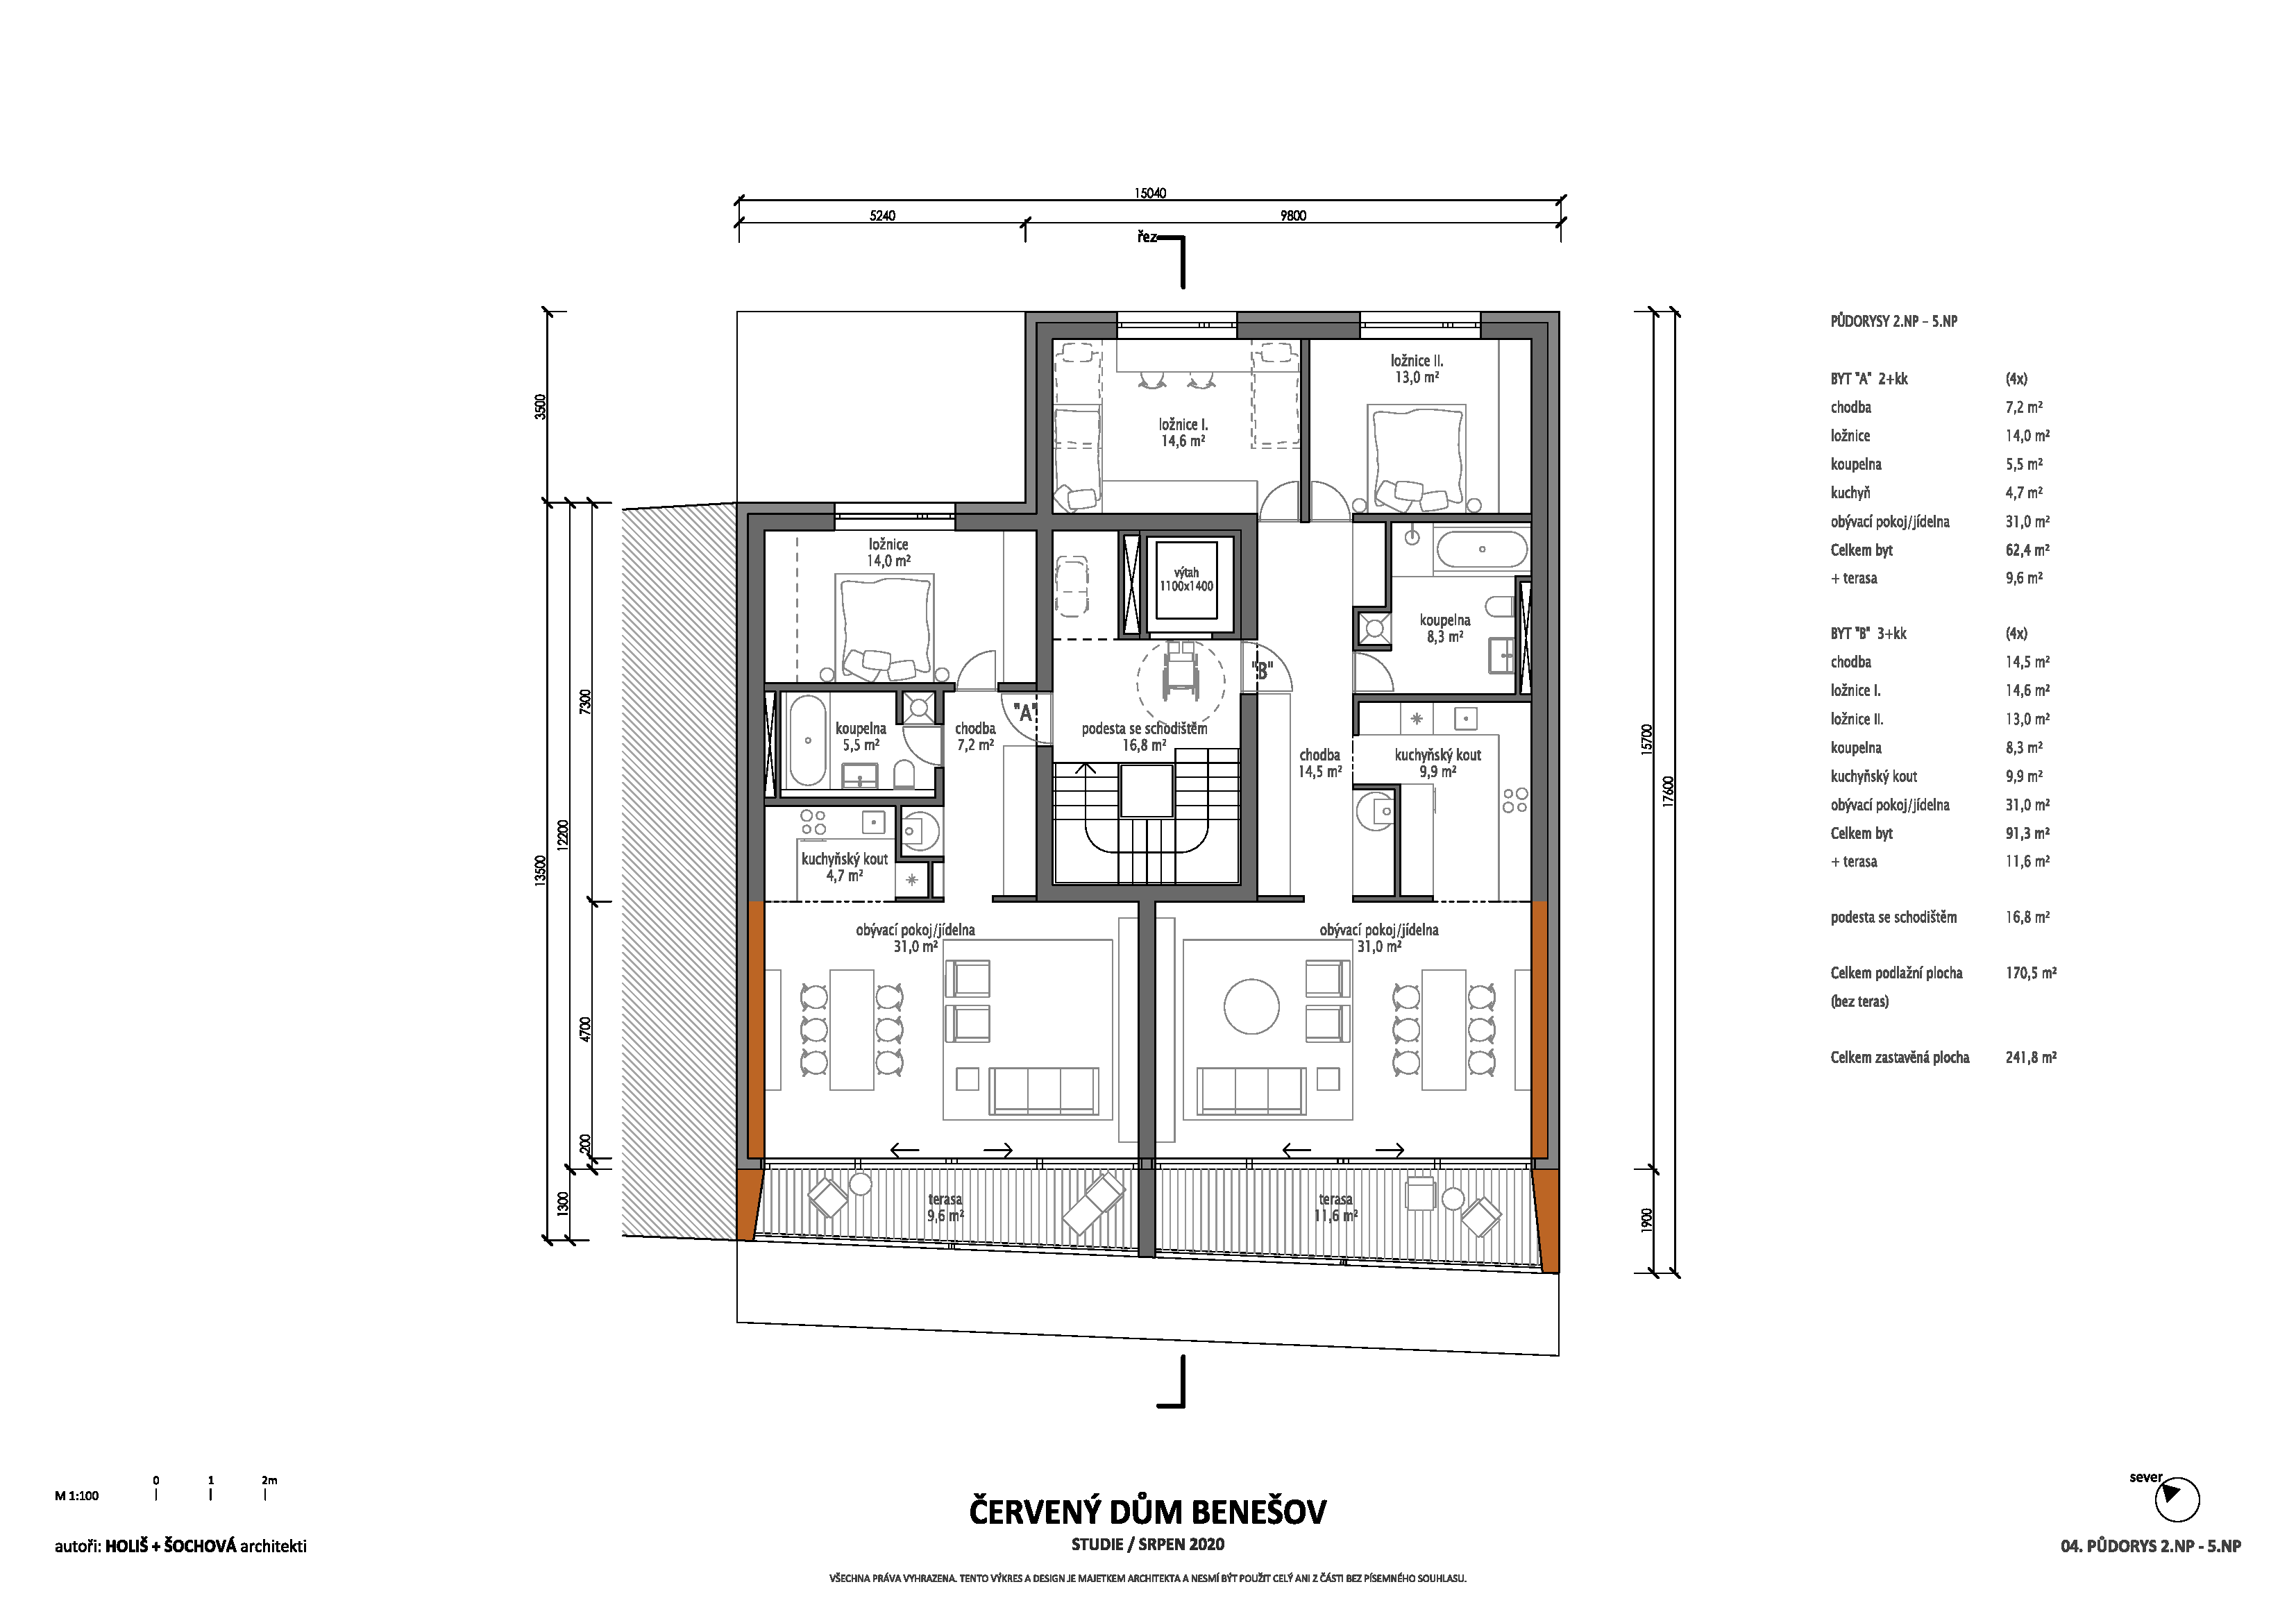 15040
5240
9800
řez
3500
13500
12200
1300
7300
4700
200
15700
1900
17600
ložnice I.
14,6 m²
ložnice II.
13,0 m²
ložnice
14,0 m²
výtah
1100x1400
koupelna
8,3 m²
"B"
"A"
koupelna
5,5 m²
chodba
7,2 m²
podesta se schodištěm
16,8 m²
chodba
14,5 m²
kuchyňský kout
9,9 m²
kuchyňský kout
4,7 m²
obývací pokoj/jídelna
31,0 m²
obývací pokoj/jídelna
31,0 m²
terasa
9,6 m²
terasa
11,6 m²
PŮDORYSY 2.NP – 5.NP
BYT "A" 2+kk (4x)
chodba 7,2 m²
ložnice 14,0 m²
koupelna 5,5 m²
kuchyň 4,7 m²
obývací pokoj/jídelna 31,0 m²
Celkem byt 62,4 m²
+ terasa 9,6 m²
BYT "B" 3+kk (4x)
chodba 14,5 m²
ložnice I. 14,6 m²
ložnice II. 13,0 m²
koupelna 8,3 m²
kuchyňský kout 9,9 m²
obývací pokoj/jídelna 31,0 m²
Celkem byt 91,3 m²
+ terasa 11,6 m²
podesta se schodištěm 16,8 m²
Celkem podlažní plocha 170,5 m²
(bez teras)
Celkem zastavěná plocha 241,8 m²
0 1 2m
M 1:100
autoři: HOLIŠ + ŠOCHOVÁ architekti
ČERVENÝ DŮM BENEŠOV
STUDIE / SRPEN 2020
VŠECHNA PRÁVA VYHRAZENA. TENTO VÝKRES A DESIGN JE MAJETKEM ARCHITEKTA A NESMÍ BÝT POUŽIT CELÝ ANI Z ČÁSTI BEZ PÍSEMNÉHO SOUHLASU.
sever
04. PŮDORYS 2.NP - 5.NP